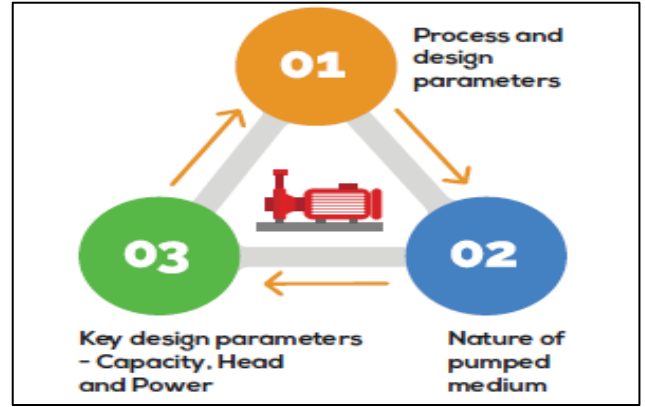 01
Process and
design
parameters
03
02
Key design parameters
- Capacity, Head
and Power
Nature of
pumped
medium